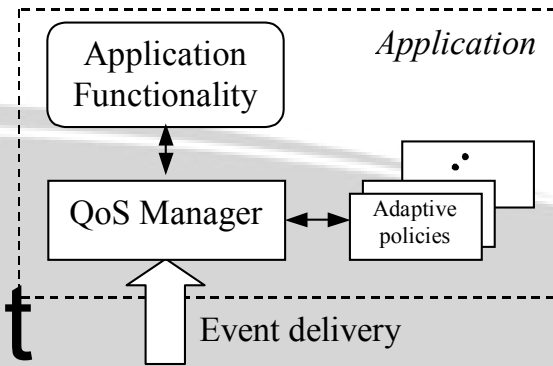 Application
Application
Functionality
QoS Manager
Adaptive
policies
t
Event delivery